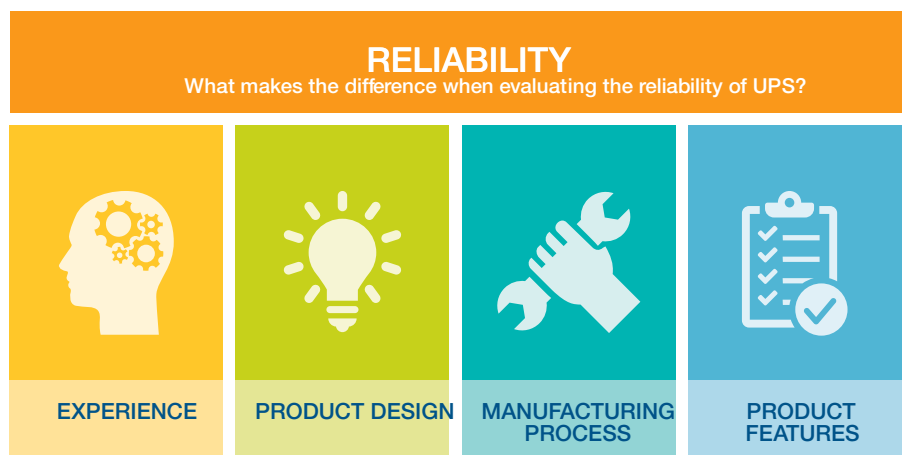 RELIABILITY
What makes the difference when evaluating the reliability of UPS?
EXPERIENCE
PRODUCT DESIGN
MANUFACTURING
PROCESS
PRODUCT
FEATURES